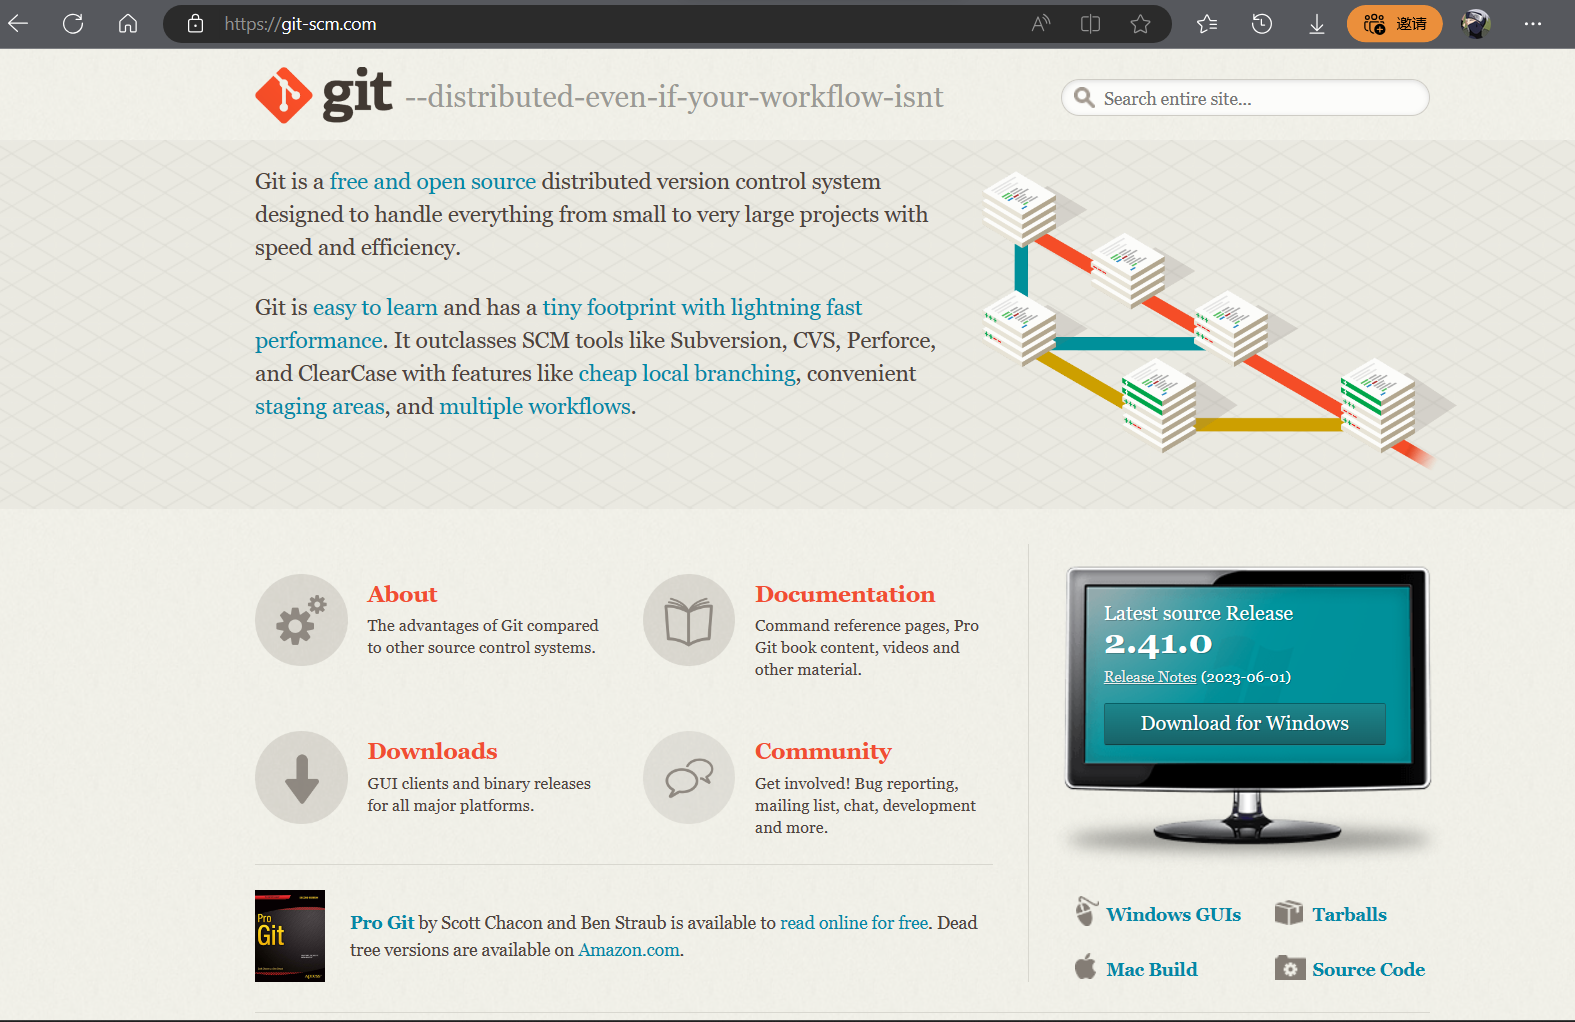 https://git-scm.com
邀请
git --distributed-even-if-your-workflow-isnt
Search entire site...
Git is a free and open source distributed version control system
designed to handle everything from small to very large projects with
speed and efficiency.
Git is easy to learn and has a tiny footprint with lightning fast
performance. It outclasses SCM tools like Subversion, CVS, Perforce,
and ClearCase with features like cheap local branching, convenient
staging areas, and multiple workflows.
About
The advantages of Git compared
to other source control systems.
Documentation
Command reference pages, Pro
Git book content, videos and
other material.
Downloads
GUI clients and binary releases
for all major platforms.
Community
Get involved! Bug reporting,
mailing list, chat, development
and more.
Pro
Git
Pro Git by Scott Chacon and Ben Straub is available to read online for free. Dead
tree versions are available on Amazon.com.
Latest source Release
2.41.0
Release Notes (2023-06-01)
Download for Windows
Windows GUIs
Tarballs
Mac Build
Source Code